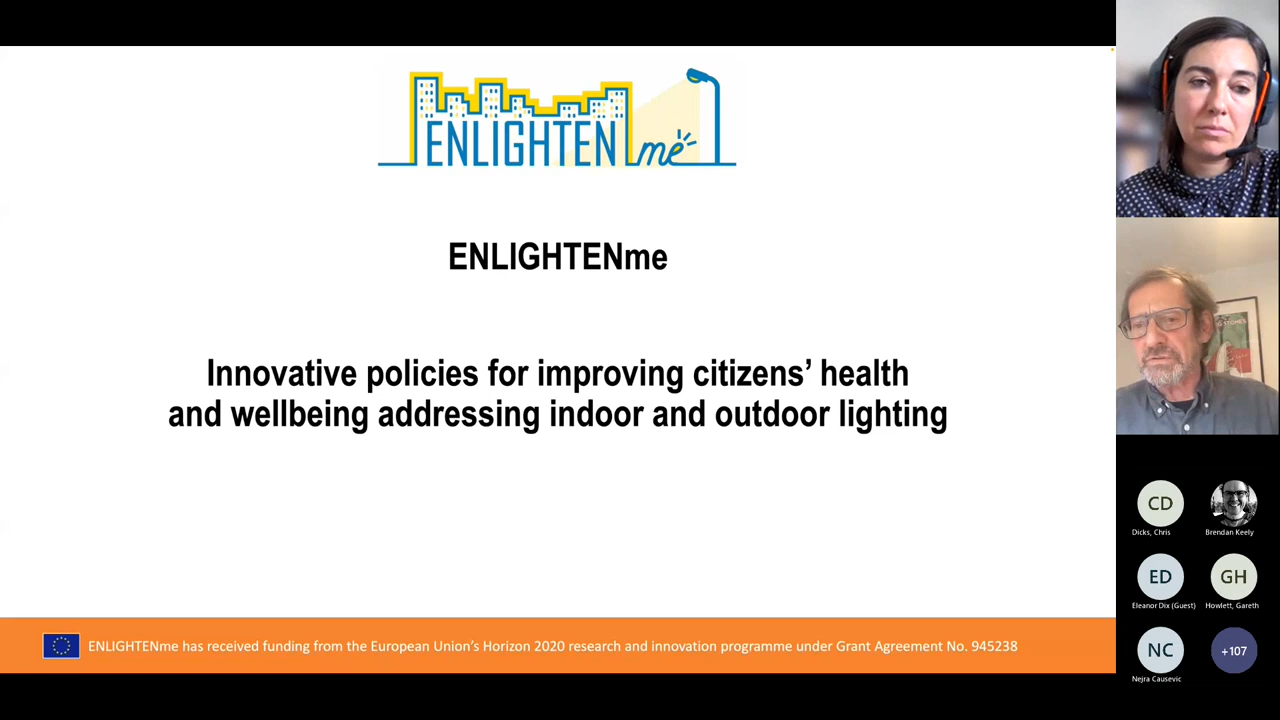 ENLIGHTENme
ENLIGHTENme
Innovative policies for improving citizens’ health
and wellbeing addressing indoor and outdoor lighting
ENLIGHTENme has received funding from the European Union’s Horizon 2020 research and innovation programme under Grant Agreement No. 945238
CD
Dicks, Chris
Brendan Keely
ED
Eleanor Dix (Guest)
GH
Howlett, Gareth
NC
Nejra Causevic
+107